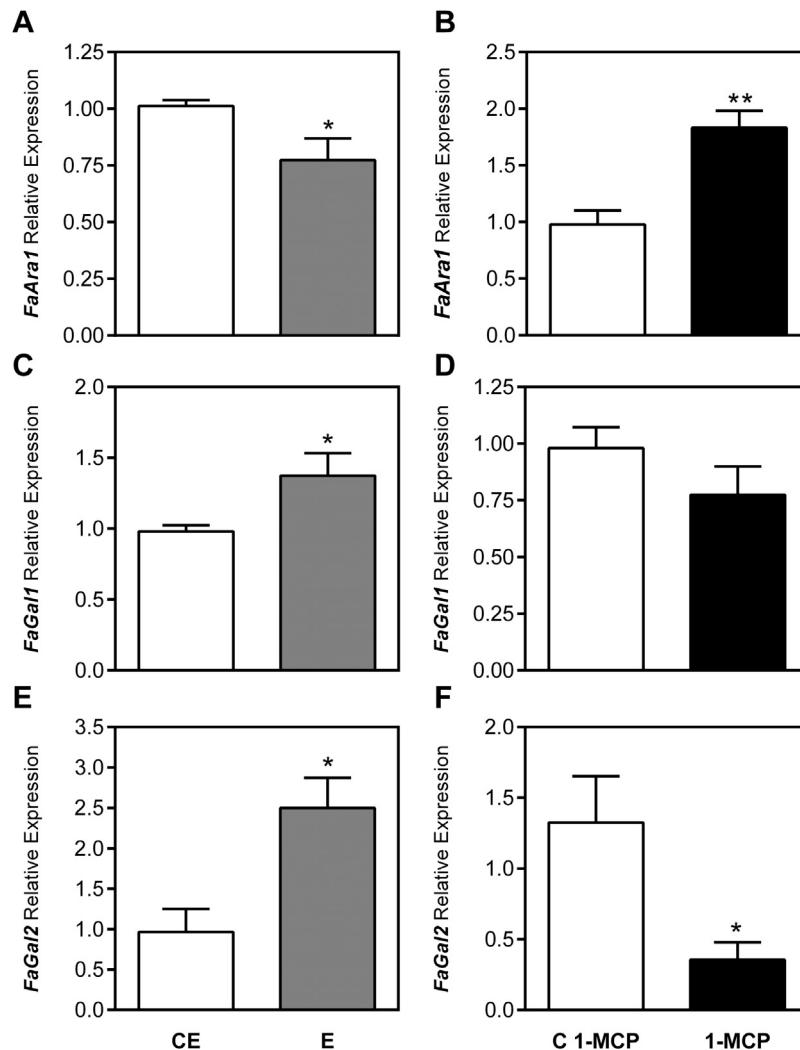 A
FaAra1 Relative Expression
1.25
1.00
0.75
0.50
0.25
0.00
*
B
FaAra1 Relative Expression
2.5
2.0
1.5
1.0
0.5
0.0
**
C
FaGal1 Relative Expression
2.0
1.5
1.0
0.5
0.0
*
D
FaGal1 Relative Expression
1.25
1.00
0.75
0.50
0.25
0.00
E
FaGal2 Relative Expression
3.5
3.0
2.5
2.0
1.5
1.0
0.5
0.0
*
CE
E
F
FaGal2 Relative Expression
2.0
1.5
1.0
0.5
0.0
*
C 1-MCP
1-MCP